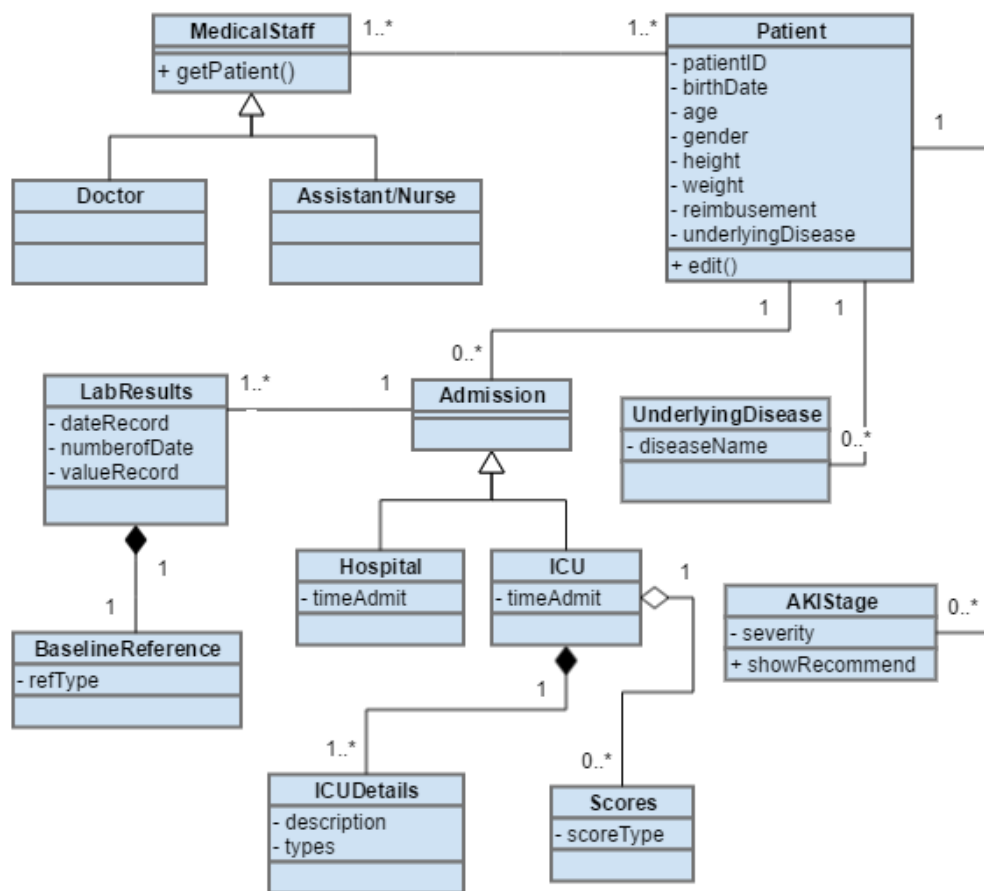 MedicalStaff
+ getPatient()
1..*
1..*
Patient
- patientID
- birthDate
- age
- gender
- height
- weight
- reimbusement
- underlyingDisease
+ edit()
1
Doctor
Assistant/Nurse
1
1
0..*
LabResults
- dateRecord
- numberofDate
- valueRecord
1..*
1
Admission
UnderlyingDisease
- diseaseName
0..*
1
1
Hospital
- timeAdmit
ICU
- timeAdmit
1
AKIStage
- severity
+ showRecommend
0..*
BaselineReference
- refType
1
1..*
0..*
ICUDetails
- description
- types
Scores
- scoreType